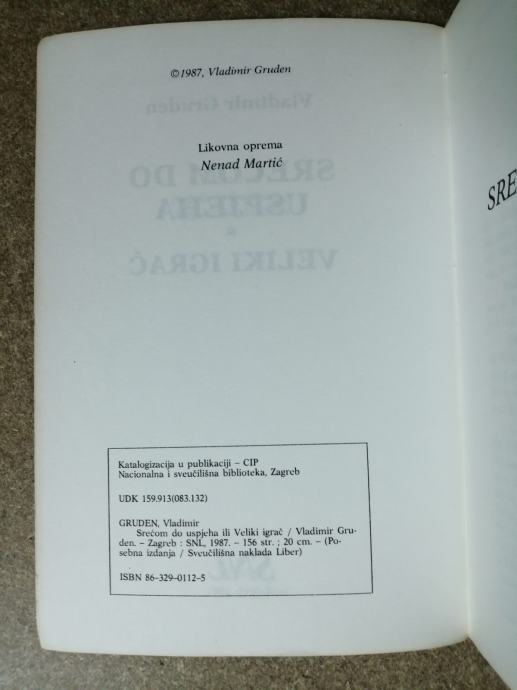 ©1987, Vladimir Gruden
Likovna oprema
Nenad Martić
SRE
Katalogizacija u publikaciji – CIP
Nacionalna i sveučilišna biblioteka, Zagreb
UDK 159.913(083.132)
GRUDEN, Vladimir
Srećom do uspjeha ili Veliki igrač / Vladimir Gru-
den. – Zagreb : SNL, 1987. – 156 str. ; 20 cm. – (Po-
sebna izdanja / Sveučilišna naklada Liber)
ISBN 86-329-0112-5